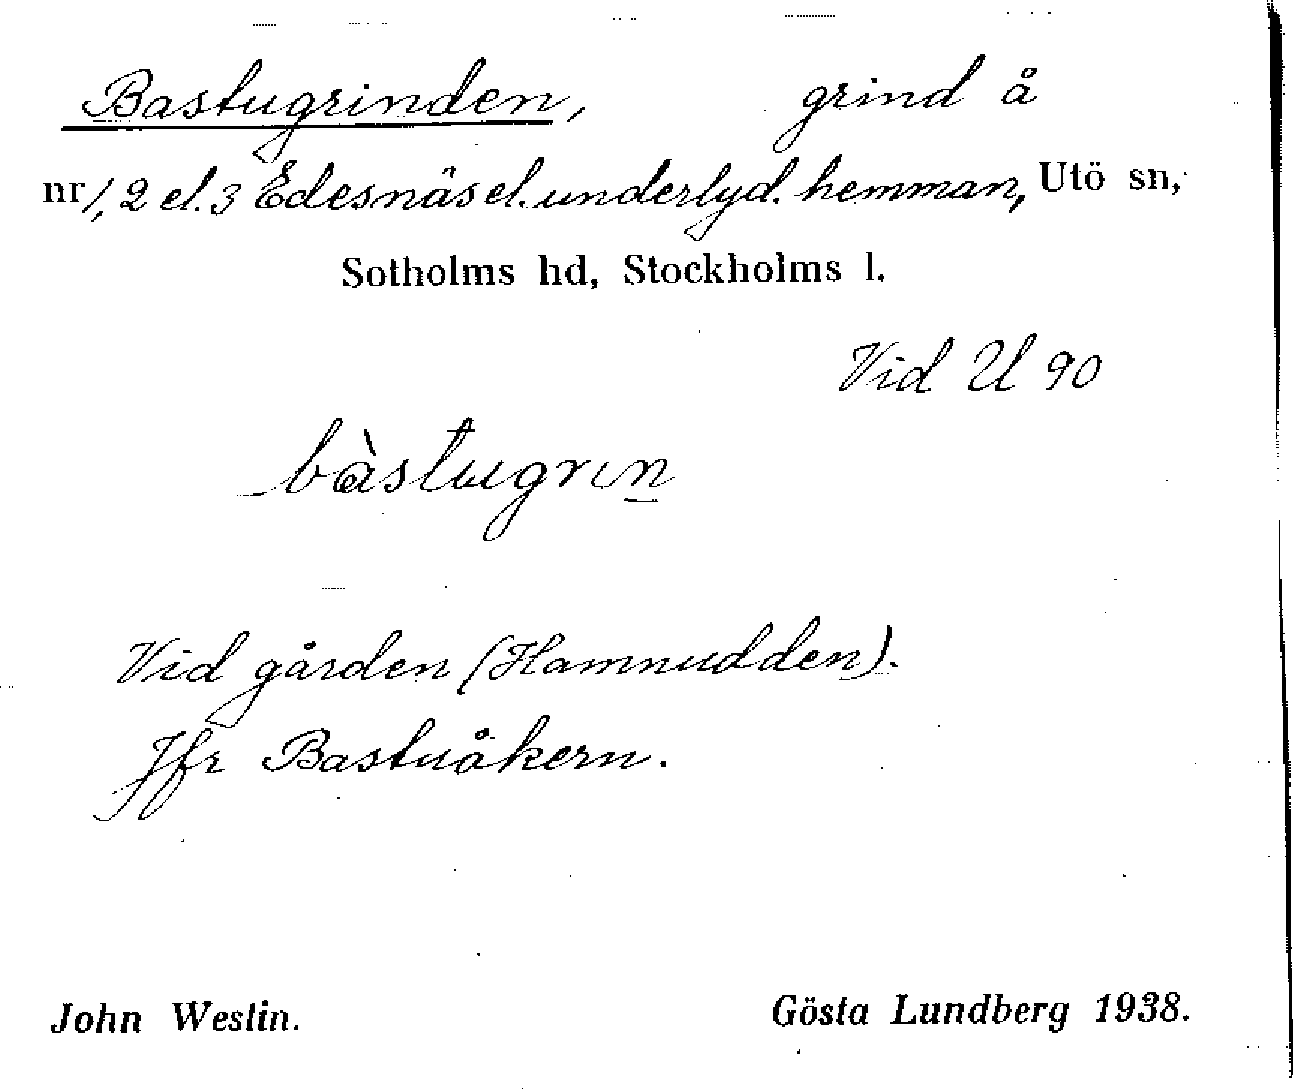 Bastugrinden, grind å
nr 1, 2 el. 3 Edesnäs el. underlyd. hemman, Utö sn,
Sotholms hd, Stockholms l.
Vid U 90
bàstugrin
Vid gården (Hamnudden).
Jfr Bastuåkern.
John Westin. Gösta Lundberg 1938.